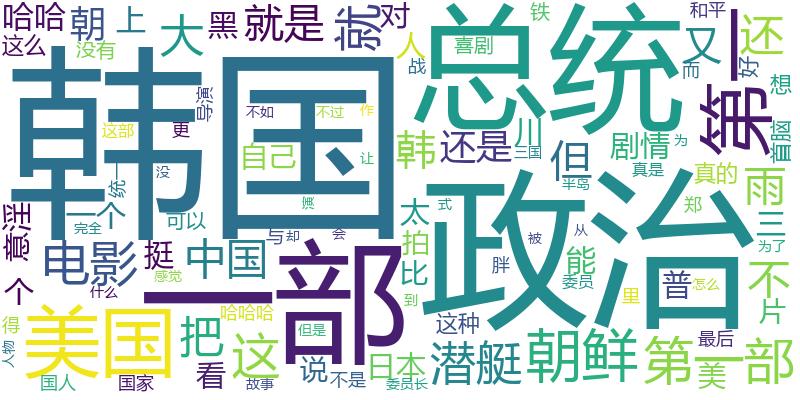 哈哈
朝
上
大
黑
就是
就
对
铁
和平
总统
第一
还
这么
没有
人
喜剧
又
而
好
战
想
韩国
导演
这部
更
不如
不过
作
川
三国
为
首脑
自己
让
韩
还是
但
剧情
真是
真的
雨
没
统一
半岛
意淫
一个
完全
可以
演
太
式
郑
三
与
却
会
拍
被
从
为了
政治
电影
挺
中国
一部
比
胖
能
委员
普
怎么
不
个
什么
感觉
到
里
片
得
美国
哈哈哈
把
但是
这种
最后
人物
这
说
日本
潜艇
朝鲜
第一部
国人
国家
看
故事
不是
委员长
美